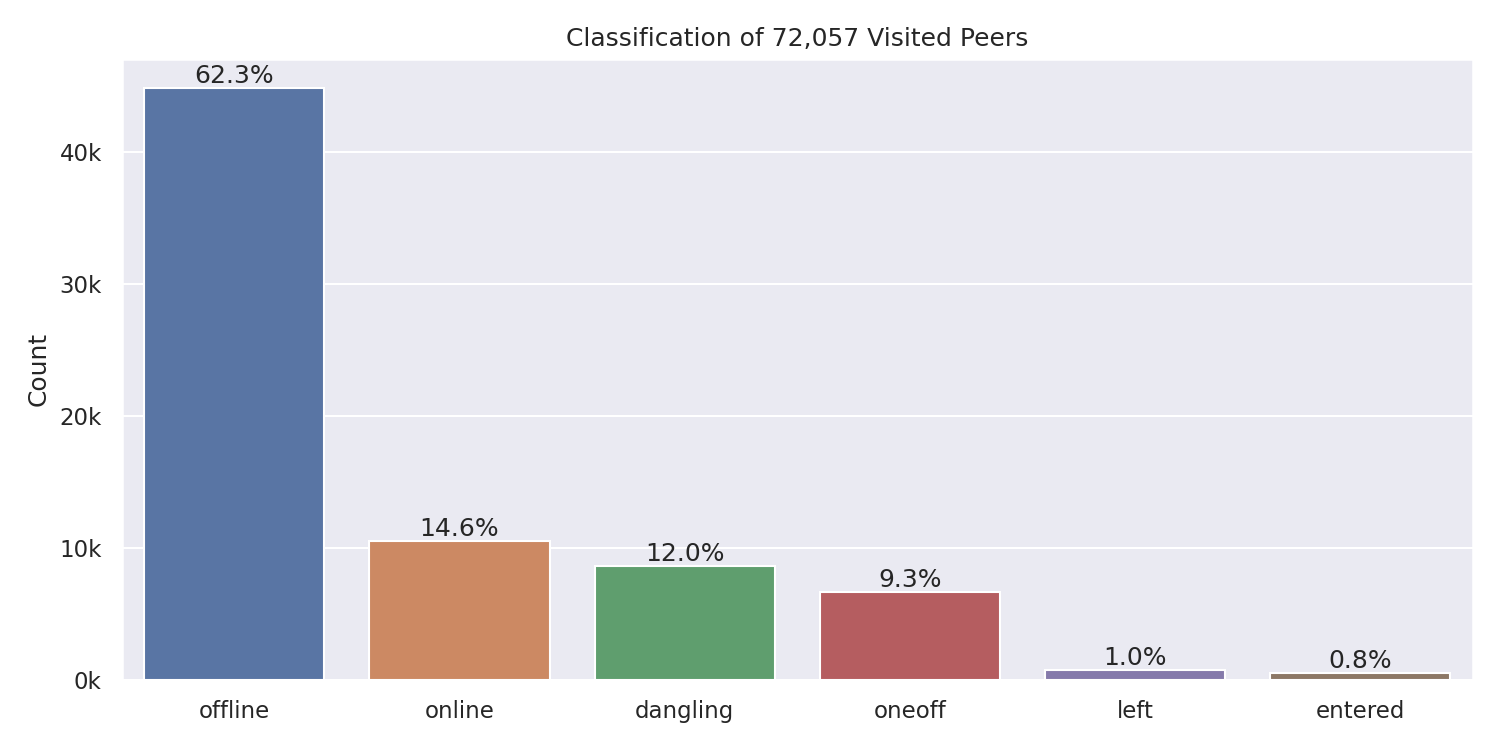 Classification of 72,057 Visited Peers
62.3%
40k
30k
Count
20k
14.6%
12.0%
10k
9.3%
1.0%
0.8%
0k
offline online dangling oneoff left entered